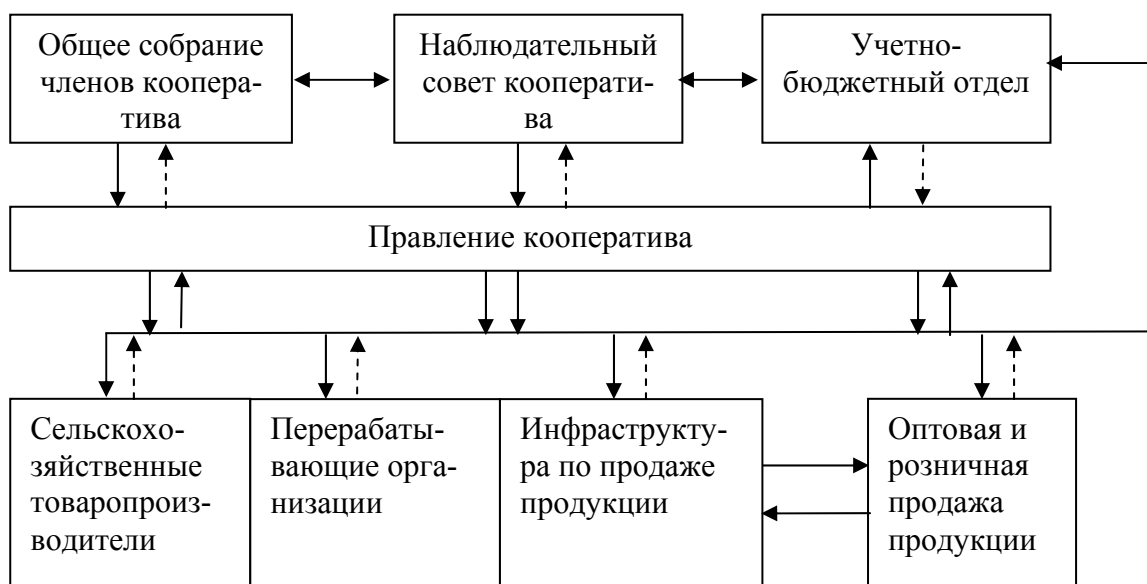 Общее собрание
членов коопера-
тива
Наблюдательный
совет кооперати-
ва
Учетно-
бюджетный отдел
Правление кооператива
Сельскохо-
зяйственные
товаропроиз-
водители
Перерабаты-
вающие орга-
низации
Инфраструкту-
ра по продаже
продукции
Оптовая и
розничная
продажа
продукции